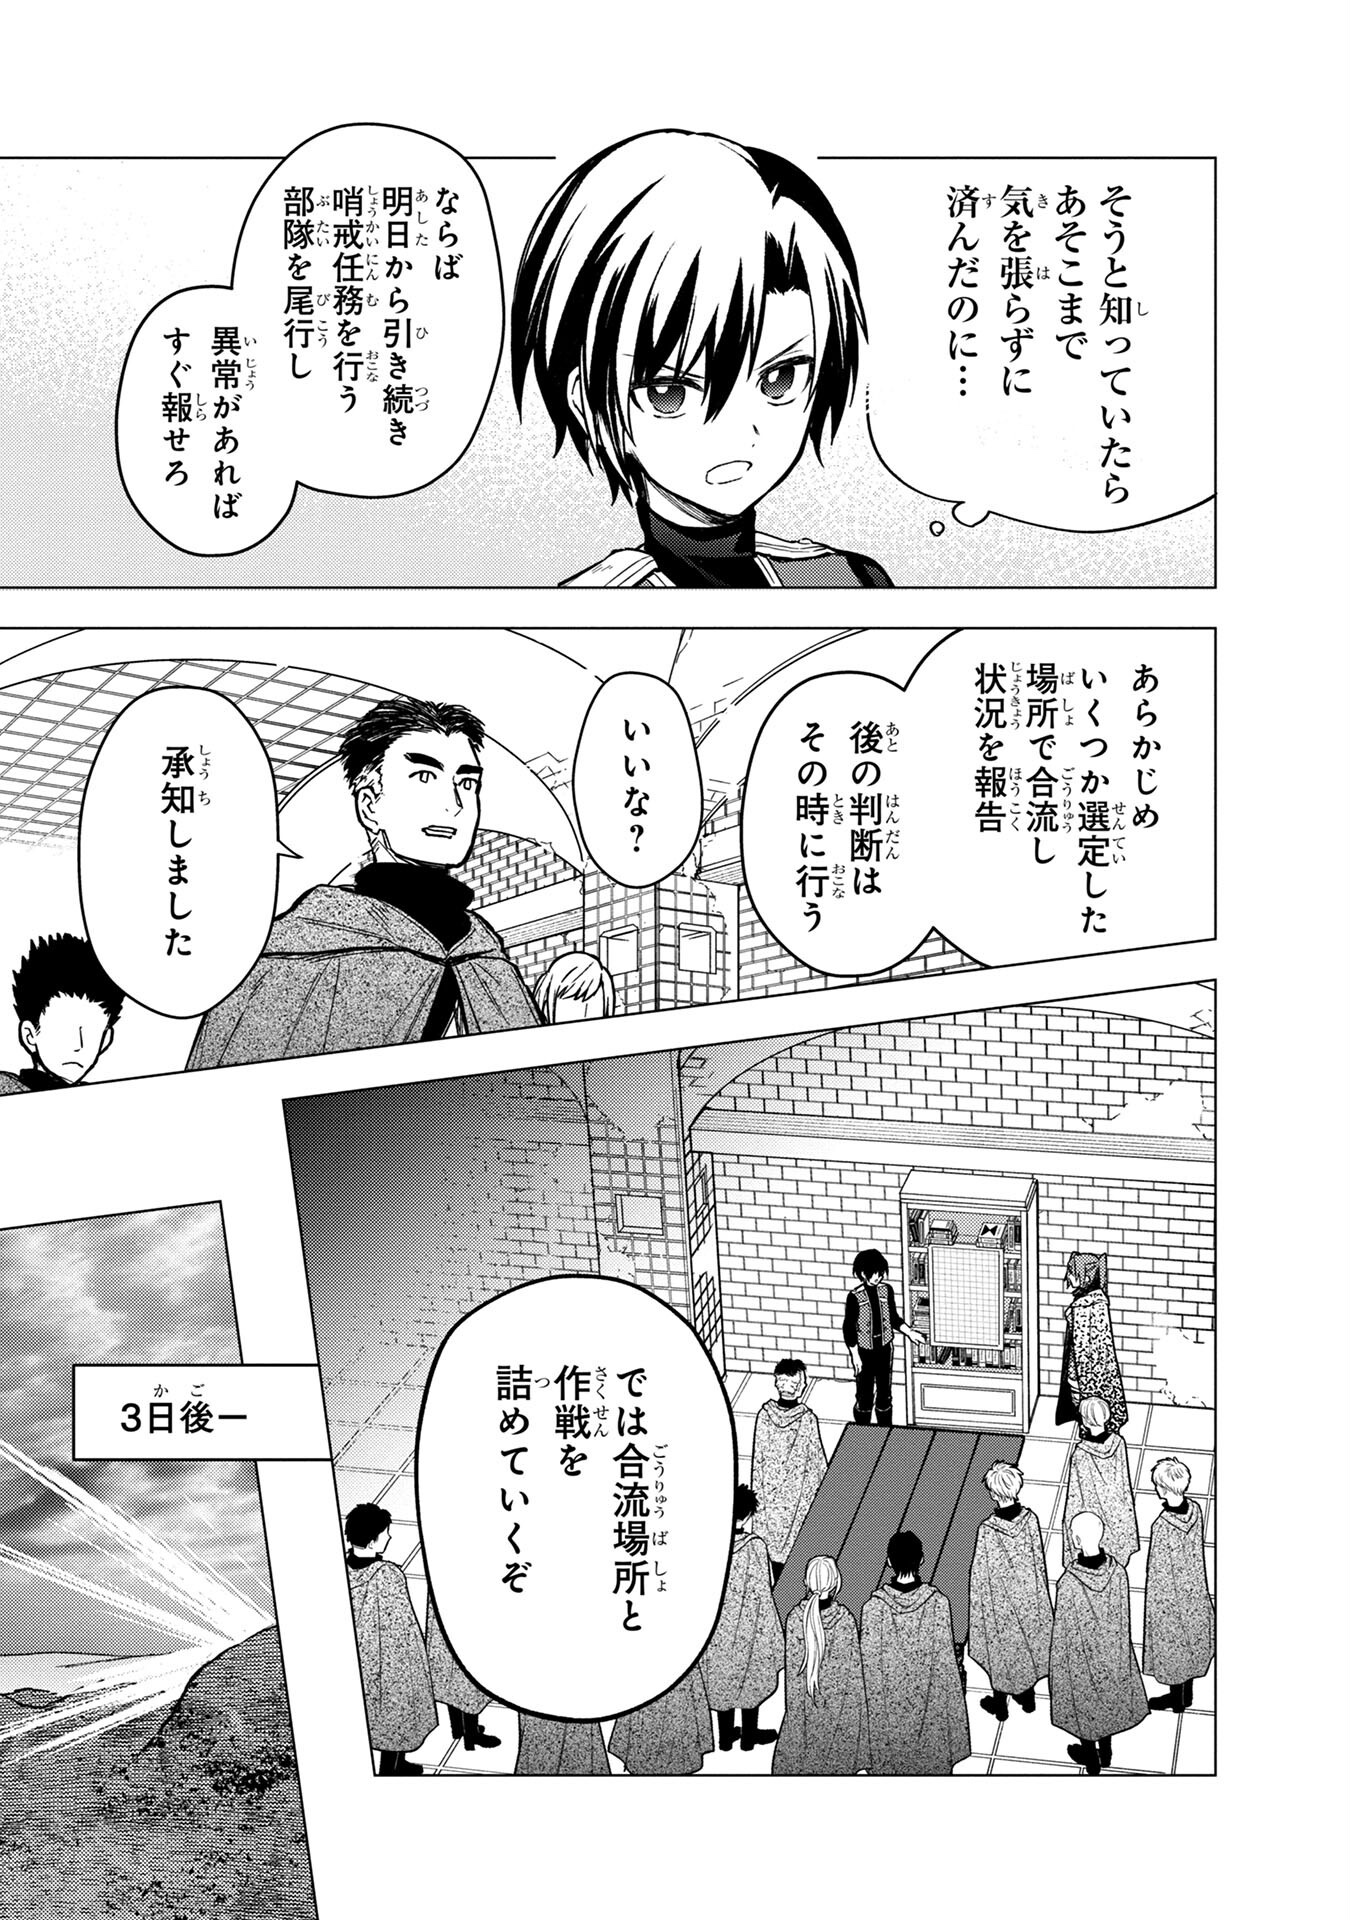 そうと知っていたら
あそこまで
気を張らずに
済んだのに…
ならば
明日から引き続き
哨戒任務を行う
部隊を尾行し
異常があれば
すぐ報せろ
あらかじめ
いくつか選定した
場所で合流し
状況を報告
後の判断は
その時に行う
いいな?
承知しました
では合流場所と
作戦を
詰めていくぞ
3日後ー